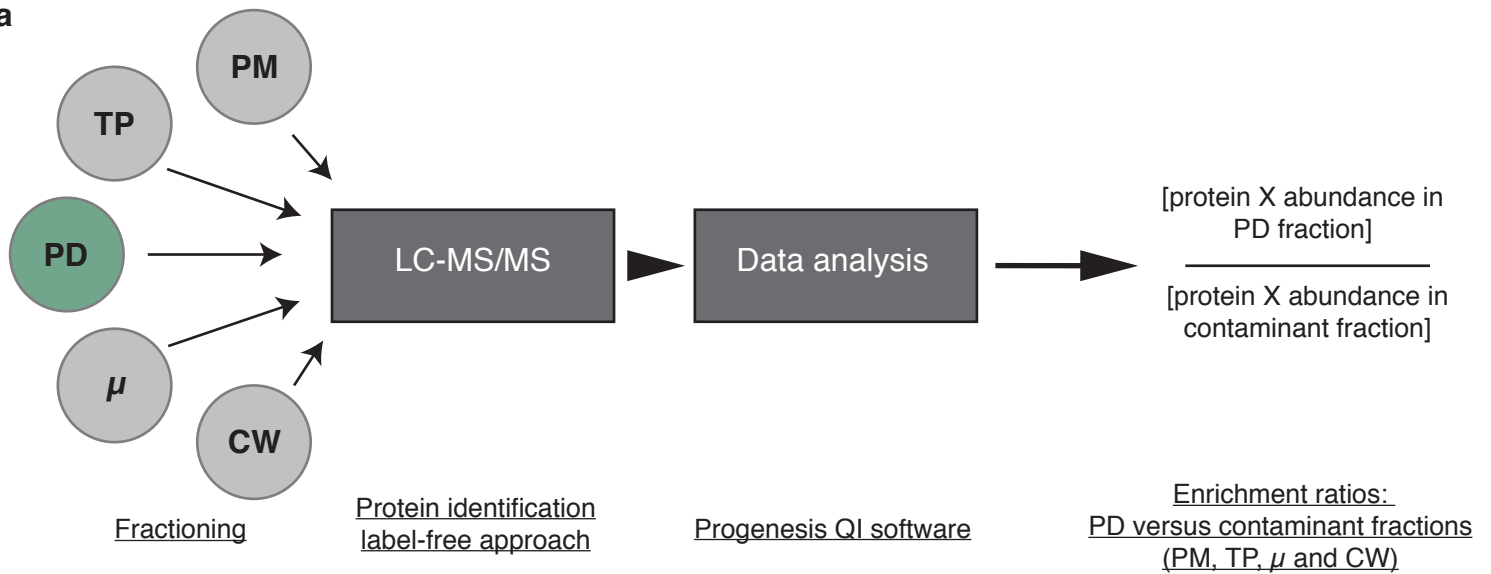 a
PM
TP
PD
μ
CW
LC-MS/MS
Data analysis
[protein X abundance in
PD fraction]
[protein X abundance in
contaminant fraction]
Fractioning
Protein identification
label-free approach
Progenesis QI software
Enrichment ratios:
PD versus contaminant fractions
(PM, TP, μ and CW)